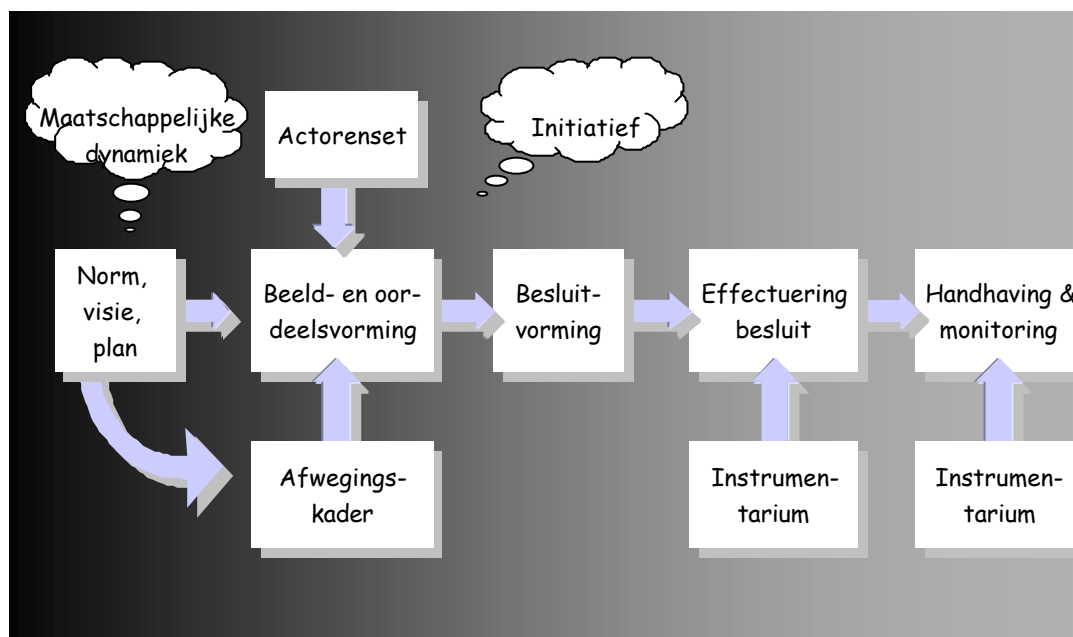 Maatschappelijke
dynamiek
Actorenset
Initiatief
Norm,
visie,
plan
Beeld- en oor-
deelsvorming
Besluit-
vorming
Effectuering
besluit
Handhaving &
monitoring
Afwegings-
kader
Instrumen-
tarium
Instrumen-
tarium